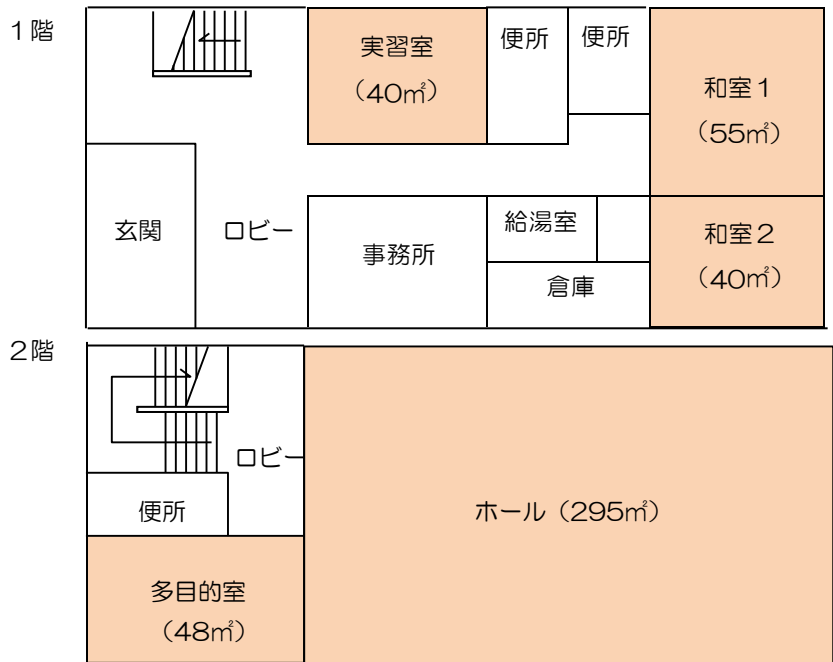 1階
実習室
(40㎡)
便所
便所
和室1
(55㎡)
玄関
ロビー
事務所
給湯室
倉庫
和室2
(40㎡)
2階
ロビー
便所
ホール(295㎡)
多目的室
(48㎡)